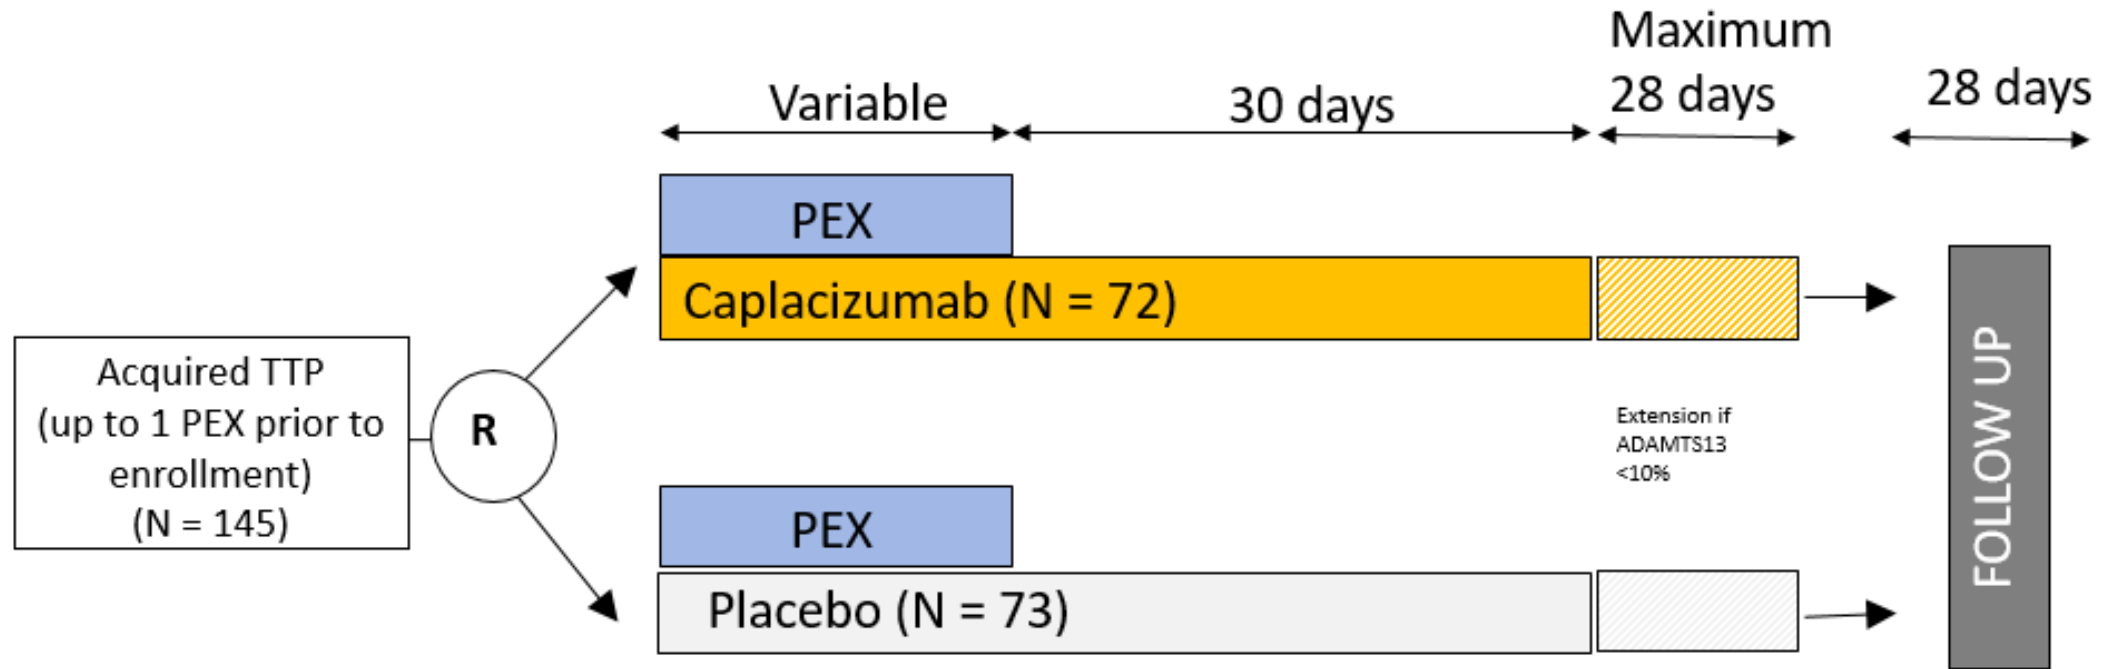 Variable
30 days
Maximum
28 days
28 days
PEX
Caplacizumab (N = 72)
Acquired TTP
(up to 1 PEX prior to
enrollment)
(N = 145)
R
Extension if
ADAMTS13
<10%
PEX
Placebo (N = 73)
FOLLOW UP